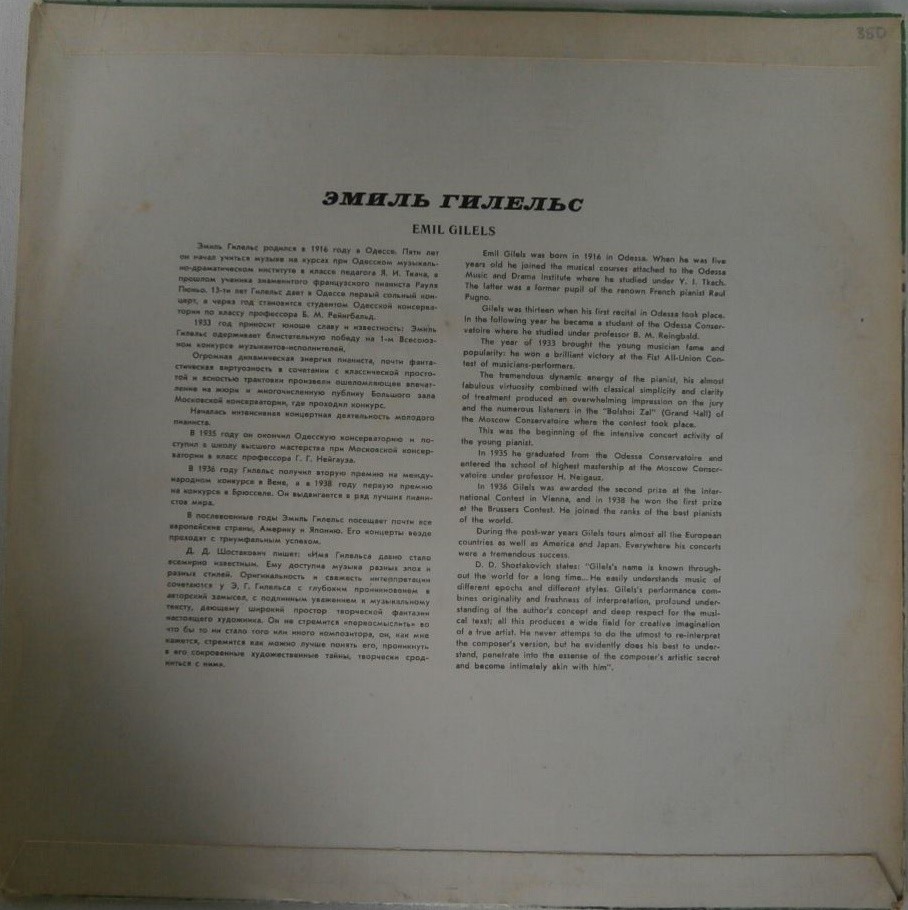 350
ЭМИЛЬ ГИЛЕЛЬС
EMIL GILELS
Эмиль Гилельс родился в 1916 году в Одессе. Пяти лет
он начал учиться музыке на курсах при Одесском музыкаль-
но-драматическом институте в классе педагога Я. И. Ткача, в
прошлом ученика знаменитого французского пианиста Рауля
Пюньо. 13-ти лет Гилельс дает в Одессе первый сольный кон-
церт, а через год становится студентом Одесской консерва-
тории по классу профессора Б. М. Рейнгбальд.
1933 год приносит юноше славу и известность: Эмиль
Гилельс одерживает блистательную победу на 1-м Всесоюз-
ном конкурсе музыкантов-исполнителей.
Огромная динамическая энергия пианиста, почти фанта-
стическая виртуозность в сочетании с классической просто-
той и ясностью трактовки произвели ошеломляющее впечат-
ление на жюри и многочисленную публику Большого зала
Московской консерватории, где проходил конкурс.
Началась интенсивная концертная деятельность молодого
пианиста.
В 1935 году он окончил Одесскую консерваторию и по-
ступил в школу высшего мастерства при Московской консер-
ватории в класс профессора Г. Г. Нейгауза.
В 1936 году Гилельс получил вторую премию на между-
народном конкурсе в Вене, а в 1938 году первую премию
на конкурсе в Брюсселе. Он выдвигается в ряд лучших пиани-
стов мира.
В послевоенные годы Эмиль Гилельс посещает почти все
европейские страны, Америку и Японию. Его концерты везде
проходят с триумфальным успехом.
Д. Д. Шостакович пишет: «Имя Гилельса давно стало
всемирно известным. Ему доступна музыка разных эпох и
разных стилей. Оригинальность и свежесть интерпретации
сочетаются у Э. Г. Гилельса с глубоким проникновением в
авторский замысел, с подлинным уважением к музыкальному
тексту, дающему широкий простор творческой фантазии
настоящего художника. Он не стремится «переосмыслить» во
что бы то ни стало того или иного композитора, он, как мне
кажется, стремится как можно лучше понять его, проникнуть
в его сокровенные художественные тайны, творчески срод-
ниться с ним».
Emil Gilels was born in 1916 in Odessa. When he was five
years old he joined the musical courses attached to the Odessa
Music and Drama Institute where he studied under Y. I. Tkach.
The latter was a former pupil of the renown French pianist Raul
Pugno.
Gilels was thirteen when his first recital in Odessa took place.
In the following year he became a student of the Odessa Conser-
vatoire where he studied under professor B. M. Reingbald.
The year of 1933 brought the young musician fame and
popularity: he won a brilliant victory at the Fist All-Union Con-
test of musicians-performers.
The tremendous dynamic energy of the pianist, his almost
fabulous virtuosity combined with classical simplicity and clarity
of treatment produced an overwhelming impression on the jury
and the numerous listeners in the "Bolshoi Zal" (Grand Hall) of
the Moscow Conservatoire where the contest took place.
This was the beginning of the intensive concert activity of
the young pianist.
In 1935 he graduated from the Odessa Conservatoire and
entered the school of highest mastership at the Moscow Conser-
vatoire under professor H. Neigaus.
In 1936 Gilels was awarded the second prize at the inter-
national Contest in Vienna, and in 1938 he won the first prize
at the Brussers Contest. He joined the ranks of the best pianists
of the world.
During the post-war years Gilels tours almost all the European
countries as well as America and Japan. Everywhere his concerts
were a tremendous success.
D. D. Shostakovich states: "Gilels's name is known through-
out the world for a long time... He easily understands music of
different epochs and different styles. Gilels's performance com-
bines originality and freshness of interpretation, profound under-
standing of the author's concept and deep respect for the musi-
cal text; all this produces a wide field for creative imagination
of a true artist. He never attempts to do the utmost to re-interpret
the composer's version, but he evidently does his best to under-
stand, penetrate into the essense of the composer's artistic secret
and become intimately akin with him".